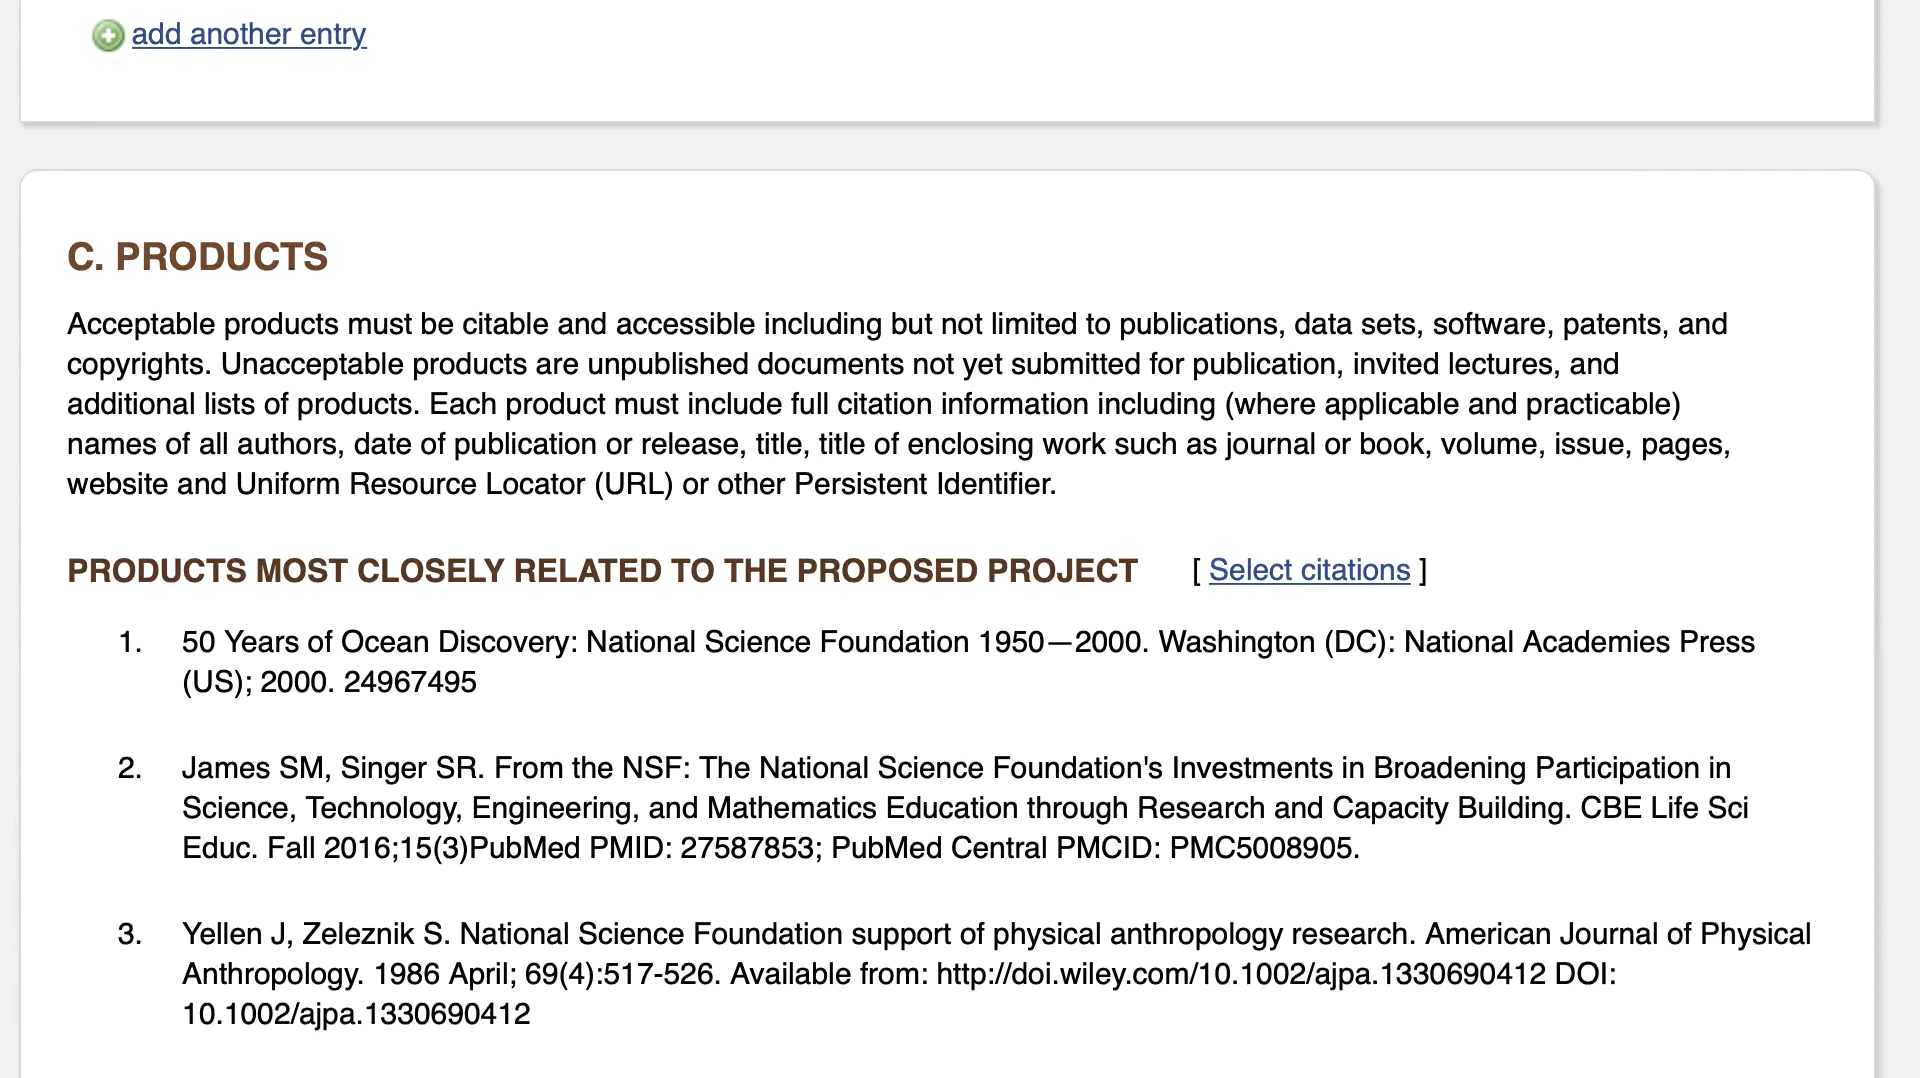 add another entry
C. PRODUCTS
Acceptable products must be citable and accessible including but not limited to publications, data sets, software, patents, and
copyrights. Unacceptable products are unpublished documents not yet submitted for publication, invited lectures, and
additional lists of products. Each product must include full citation information including (where applicable and practicable)
names of all authors, date of publication or release, title, title of enclosing work such as journal or book, volume, issue, pages,
website and Uniform Resource Locator (URL) or other Persistent Identifier.
PRODUCTS MOST CLOSELY RELATED TO THE PROPOSED PROJECT [ Select citations ]
1. 50 Years of Ocean Discovery: National Science Foundation 1950—2000. Washington (DC): National Academies Press
(US); 2000. 24967495
2. James SM, Singer SR. From the NSF: The National Science Foundation's Investments in Broadening Participation in
Science, Technology, Engineering, and Mathematics Education through Research and Capacity Building. CBE Life Sci
Educ. Fall 2016;15(3)PubMed PMID: 27587853; PubMed Central PMCID: PMC5008905.
3. Yellen J, Zeleznik S. National Science Foundation support of physical anthropology research. American Journal of Physical
Anthropology. 1986 April; 69(4):517-526. Available from: http://doi.wiley.com/10.1002/ajpa.1330690412 DOI:
10.1002/ajpa.1330690412